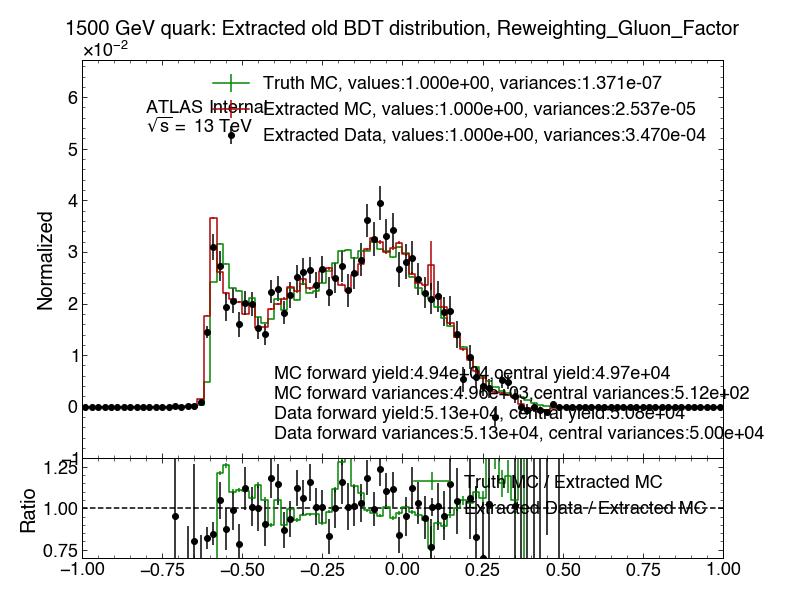 1500 GeV quark: Extracted old BDT distribution, Reweighting_Gluon_Factor
×10⁻²
Truth MC, values:1.000e+00, variances:1.371e-07
ATLAS Internal
Extracted MC, values:1.000e+00, variances:2.537e-05
√s = 13 TeV
Extracted Data, values:1.000e+00, variances:3.470e-04
6
5
4
3
2
1
0
−1
Normalized
MC forward yield:4.94e+04, central yield:4.97e+04
MC forward variances:4.96e+03, central variances:5.12e+02
Data forward yield:5.13e+04, central yield:5.06e+04
Data forward variances:5.13e+04, central variances:5.00e+04
1.25
1.00
0.75
Ratio
Truth MC / Extracted MC
Extracted Data / Extracted MC
−1.00 −0.75 −0.50 −0.25 0.00 0.25 0.50 0.75 1.00